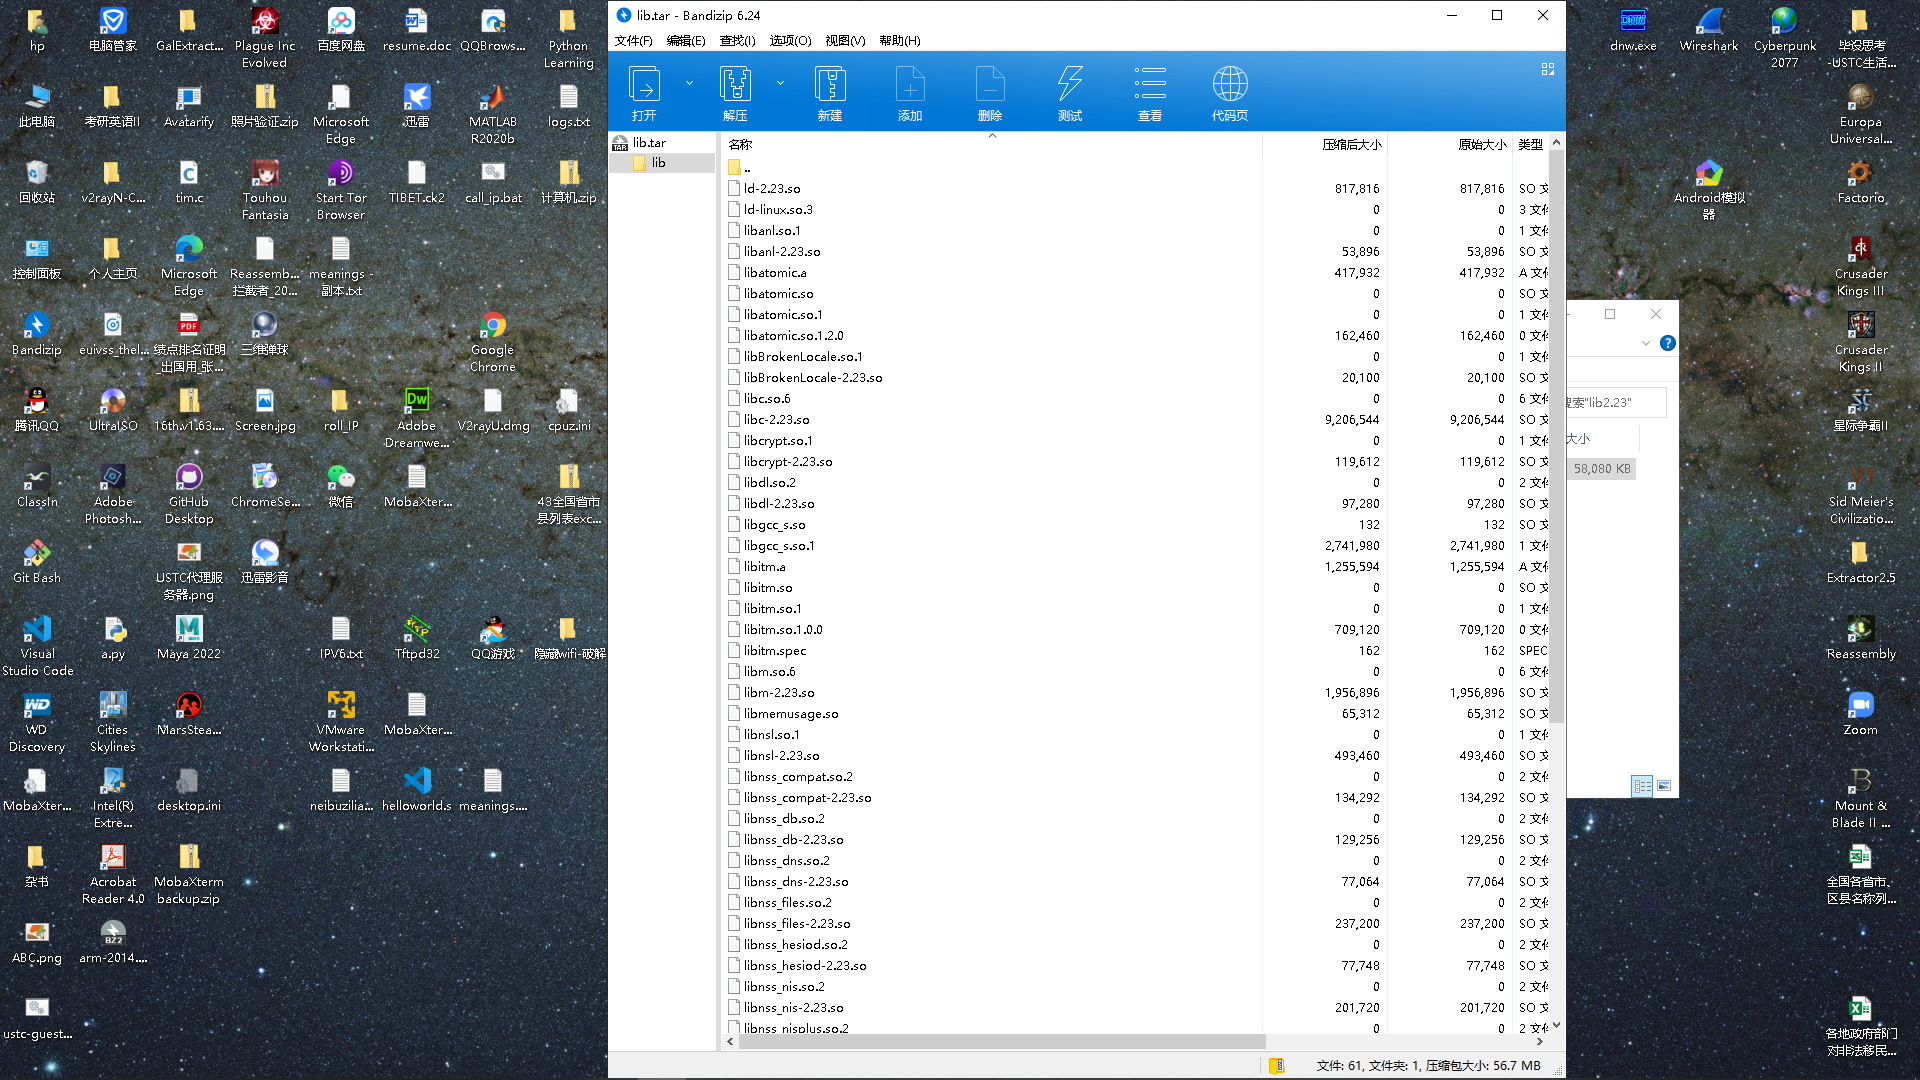 hp
电脑管家
GalExtract...
Plague Inc
Evolved
百度网盘
resume.doc
QQBrows...
Python
Learning
此电脑
考研英语II
Avatarify
照片验证.zip
Microsoft
Edge
迅雷
MATLAB
R2020b
logs.txt
回收站
v2rayN-C...
tim.c
Touhou
Fantasia
Start Tor
Browser
TIBET.ck2
call_ip.bat
计算机.zip
控制面板
个人主页
Microsoft
Edge
Reassemb...
拦截者_20...
meanings -
副本.txt
Bandizip
euivss_thel...
绩点排名证明
_出国用_张...
三维弹球
Google
Chrome
腾讯QQ
UltraISO
16th.v1.63....
Screen.jpg
roll_IP
Adobe
Dreamwe...
V2rayU.dmg
cpuz.ini
ClassIn
Adobe
Photosh...
GitHub
Desktop
ChromeSe...
微信
MobaXter...
43全国省市
县列表exc...
Git Bash
USTC代理服
务器.png
迅雷影音
Visual
Studio Code
a.py
Maya 2022
IPV6.txt
Tftpd32
QQ游戏
隐藏wifi-破解
WD
Discovery
Cities
Skylines
MarsStea...
VMware
Workstati...
MobaXter...
MobaXter...
Intel(R)
Extre...
desktop.ini
neibuzilia...
helloworld.s
meanings....
杂书
Acrobat
Reader 4.0
MobaXterm
backup.zip
ABC.png
BZ2
arm-2014....
ustc-guest...
lib.tar - Bandizip 6.24
文件(F) 编辑(E) 查找(I) 选项(O) 视图(V) 帮助(H)
打开 解压 新建 添加 删除 测试 查看 代码页
lib.tar
lib
名称 压缩后大小 原始大小 类型
..
ld-2.23.so 817,816 817,816 SO 文
ld-linux.so.3 0 0 3 文件
libanl.so.1 0 0 1 文件
libanl-2.23.so 53,896 53,896 SO 文
libatomic.a 417,932 417,932 A 文件
libatomic.so 0 0 SO 文
libatomic.so.1 0 0 1 文件
libatomic.so.1.2.0 162,460 162,460 0 文件
libBrokenLocale.so.1 0 0 1 文件
libBrokenLocale-2.23.so 20,100 20,100 SO 文
libc.so.6 0 0 6 文件
libc-2.23.so 9,206,544 9,206,544 SO 文
libcrypt.so.1 0 0 1 文件
libcrypt-2.23.so 119,612 119,612 SO 文
libdl.so.2 0 0 2 文件
libdl-2.23.so 97,280 97,280 SO 文
libgcc_s.so 132 132 SO 文
libgcc_s.so.1 2,741,980 2,741,980 1 文件
libitm.a 1,255,594 1,255,594 A 文件
libitm.so 0 0 SO 文
libitm.so.1 0 0 1 文件
libitm.so.1.0.0 709,120 709,120 0 文件
libitm.spec 162 162 SPEC
libm.so.6 0 0 6 文件
libm-2.23.so 1,956,896 1,956,896 SO 文
libmemusage.so 65,312 65,312 SO 文
libnsl.so.1 0 0 1 文件
libnsl-2.23.so 493,460 493,460 SO 文
libnss_compat.so.2 0 0 2 文件
libnss_compat-2.23.so 134,292 134,292 SO 文
libnss_db.so.2 0 0 2 文件
libnss_db-2.23.so 129,256 129,256 SO 文
libnss_dns.so.2 0 0 2 文件
libnss_dns-2.23.so 77,064 77,064 SO 文
libnss_files.so.2 0 0 2 文件
libnss_files-2.23.so 237,200 237,200 SO 文
libnss_hesiod.so.2 0 0 2 文件
libnss_hesiod-2.23.so 77,748 77,748 SO 文
libnss_nis.so.2 0 0 2 文件
libnss_nis-2.23.so 201,720 201,720 SO 文
libnss_nisplus.so.2 0 0 2 文件
文件: 61, 文件夹: 1, 压缩包大小: 56.7 MB
搜索"lib2.23"
大小
58,080 KB
dnw.exe
Wireshark
Cyberpunk
2077
毕设思考
-USTC生活...
Europa
Universal...
Android模拟
器
Factorio
Crusader
Kings III
Crusader
Kings II
星际争霸II
Sid Meier's
Civilizatio...
Extractor2.5
Reassembly
Zoom
Mount &
Blade II ...
全国各省市、
区县名称列...
各地政府部门
对非法移民...